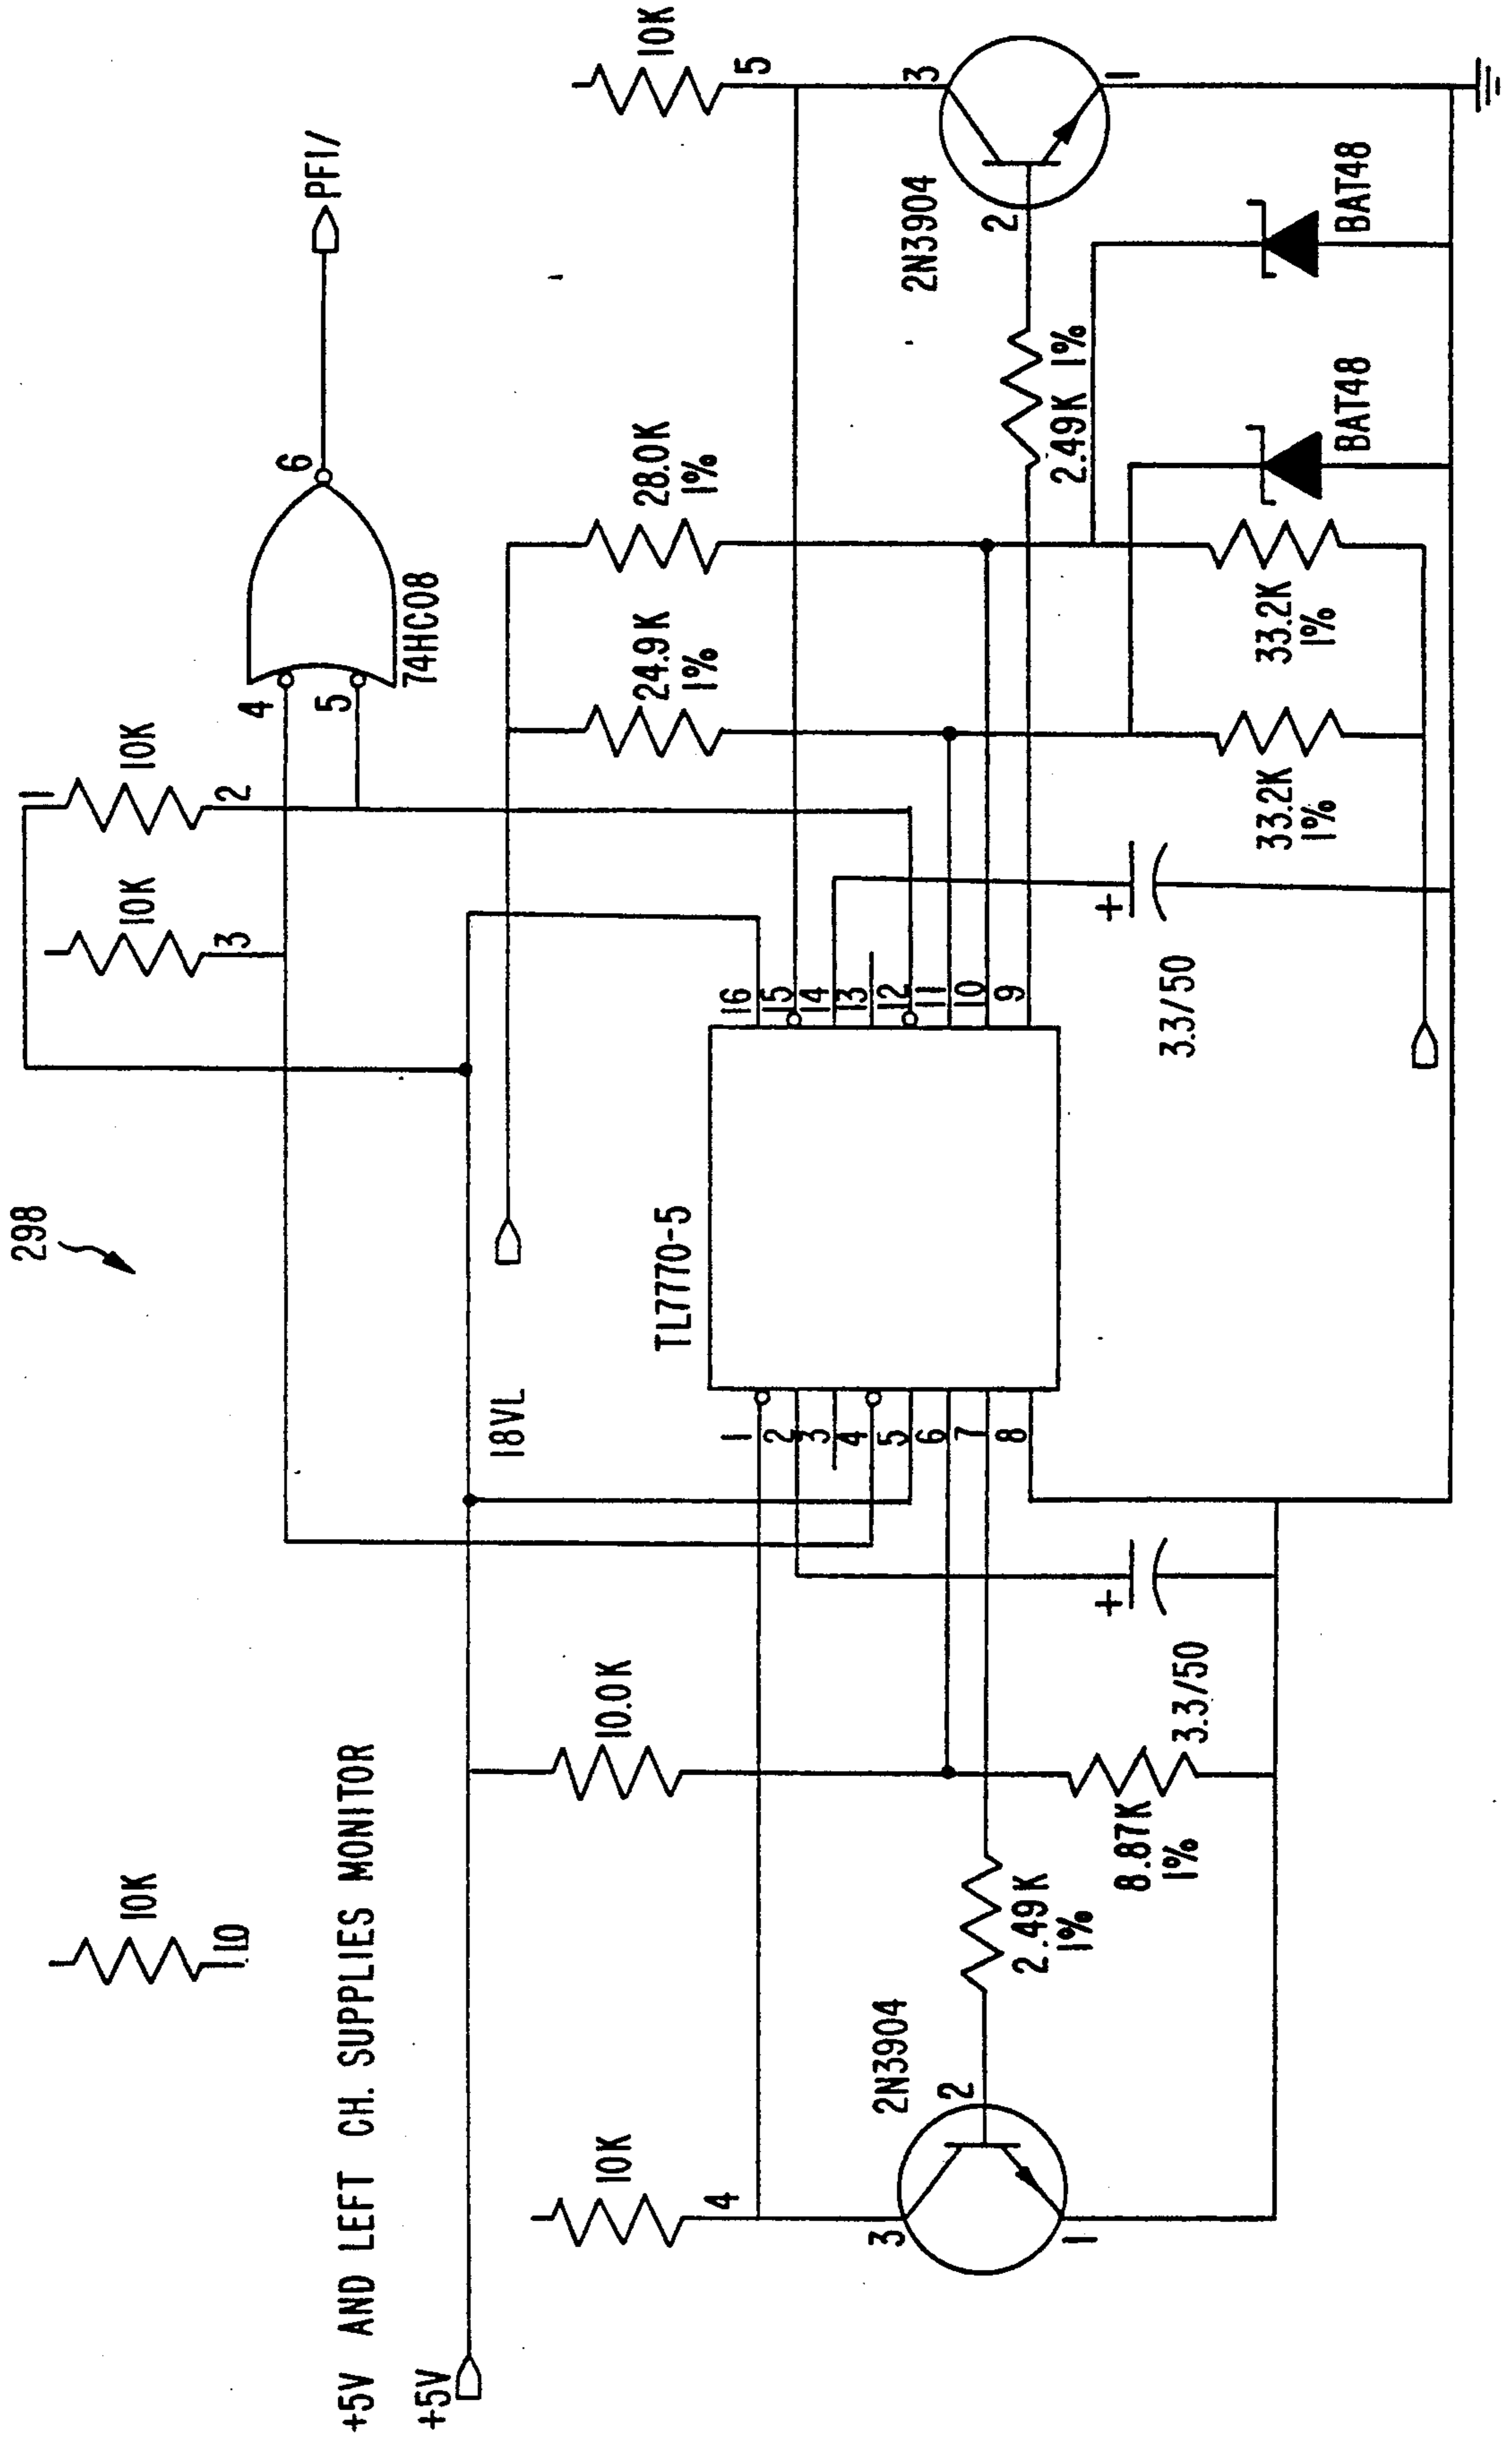 298
10K
10
+5V AND LEFT CH. SUPPLIES MONITOR
+5V
18VL
10K
3
10K
1
2
4
5
6
74HC08
PFI/
10K
4
2N3904
3
2
1
2.49K
1%
10.0K
8.87K
1%
3.3/50
TL7770-5
1
2
3
4
5
6
7
8
16
15
14
13
12
11
10
9
3.3/50
24.9K
1%
28.0K
1%
33.2K
1%
33.2K
1%
2.49K 1%
BAT48
BAT48
10K
5
2N3904
3
2
1